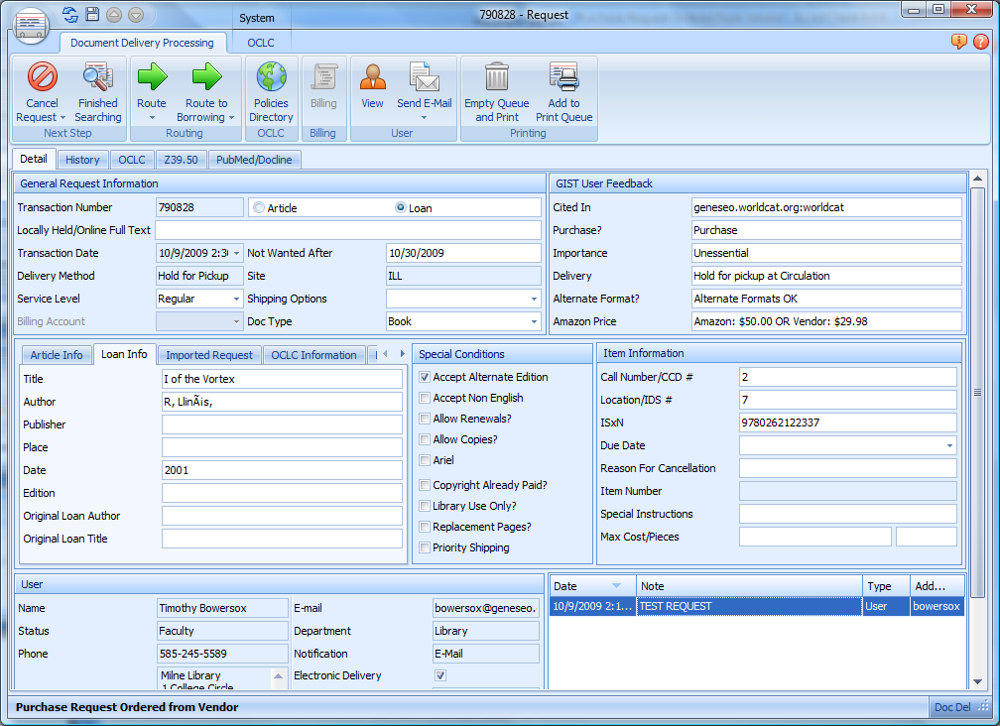 790828 - Request
System
Document Delivery Processing
OCLC
Cancel Request
Finished Searching
Next Step
Route
Route to Borrowing
Routing
Policies Directory
OCLC
Billing
Billing
View
Send E-Mail
User
Empty Queue and Print
Add to Print Queue
Printing
Detail History OCLC Z39.50 PubMed/Docline
General Request Information
Transaction Number 790828 Article Loan
Locally Held/Online Full Text
Transaction Date 10/9/2009 2:3 Not Wanted After 10/30/2009
Delivery Method Hold for Pickup Site ILL
Service Level Regular Shipping Options
Billing Account Doc Type Book
GIST User Feedback
Cited In geneseo.worldcat.org:worldcat
Purchase? Purchase
Importance Unessential
Delivery Hold for pickup at Circulation
Alternate Format? Alternate Formats OK
Amazon Price Amazon: $50.00 OR Vendor: $29.98
Article Info Loan Info Imported Request OCLC Information
Title I of the Vortex
Author R, LlinÃis,
Publisher
Place
Date 2001
Edition
Original Loan Author
Original Loan Title
Special Conditions
Accept Alternate Edition
Accept Non English
Allow Renewals?
Allow Copies?
Ariel
Copyright Already Paid?
Library Use Only?
Replacement Pages?
Priority Shipping
Item Information
Call Number/CCD # 2
Location/IDS # 7
ISxN 9780262122337
Due Date
Reason For Cancellation
Item Number
Special Instructions
Max Cost/Pieces
User
Name Timothy Bowersox E-mail bowersox@geneseo.
Status Faculty Department Library
Phone 585-245-5589 Notification E-Mail
Milne Library Electronic Delivery
1 College Circle
Date Note Type Add...
10/9/2009 2:1... TEST REQUEST User bowersox
Purchase Request Ordered from Vendor
Doc Del